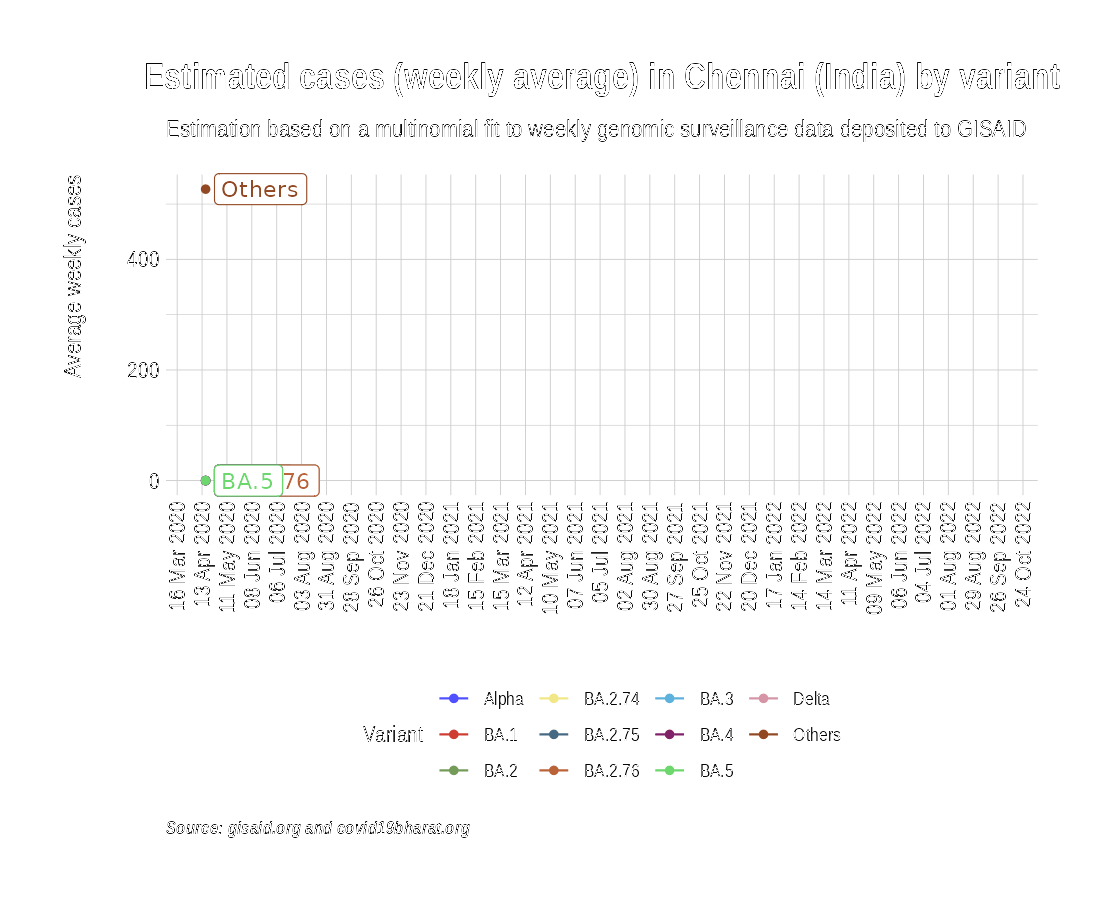 Estimated cases (weekly average) in Chennai (India) by variant
Estimation based on a multinomial fit to weekly genomic surveillance data deposited to GISAID
Average weekly cases
Others
400
200
0
BA.5
76
16 Mar 2020
13 Apr 2020
11 May 2020
08 Jun 2020
06 Jul 2020
03 Aug 2020
31 Aug 2020
28 Sep 2020
26 Oct 2020
23 Nov 2020
21 Dec 2020
18 Jan 2021
15 Feb 2021
15 Mar 2021
12 Apr 2021
10 May 2021
07 Jun 2021
05 Jul 2021
02 Aug 2021
30 Aug 2021
27 Sep 2021
25 Oct 2021
22 Nov 2021
20 Dec 2021
17 Jan 2022
14 Feb 2022
14 Mar 2022
11 Apr 2022
09 May 2022
06 Jun 2022
04 Jul 2022
01 Aug 2022
29 Aug 2022
26 Sep 2022
24 Oct 2022
Alpha BA.2.74 BA.3 Delta
Variant BA.1 BA.2.75 BA.4 Others
BA.2 BA.2.76 BA.5
Source: gisaid.org and covid19bharat.org